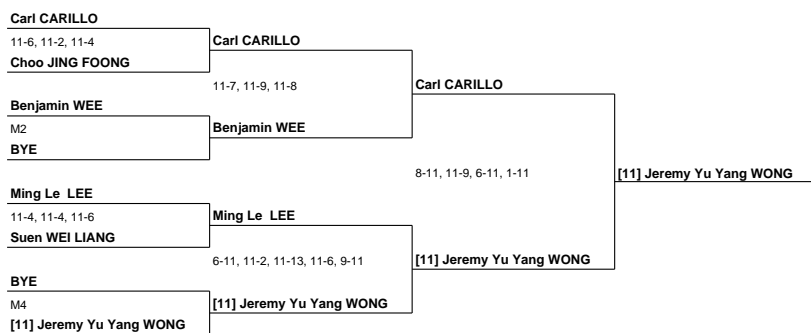 Carl CARILLO
11-6, 11-2, 11-4
Choo JING FOONG
Carl CARILLO
11-7, 11-9, 11-8
Carl CARILLO
Benjamin WEE
M2
BYE
Benjamin WEE
8-11, 11-9, 6-11, 1-11
[11] Jeremy Yu Yang WONG
Ming Le  LEE
11-4, 11-4, 11-6
Suen WEI LIANG
Ming Le  LEE
6-11, 11-2, 11-13, 11-6, 9-11
[11] Jeremy Yu Yang WONG
BYE
M4
[11] Jeremy Yu Yang WONG
[11] Jeremy Yu Yang WONG